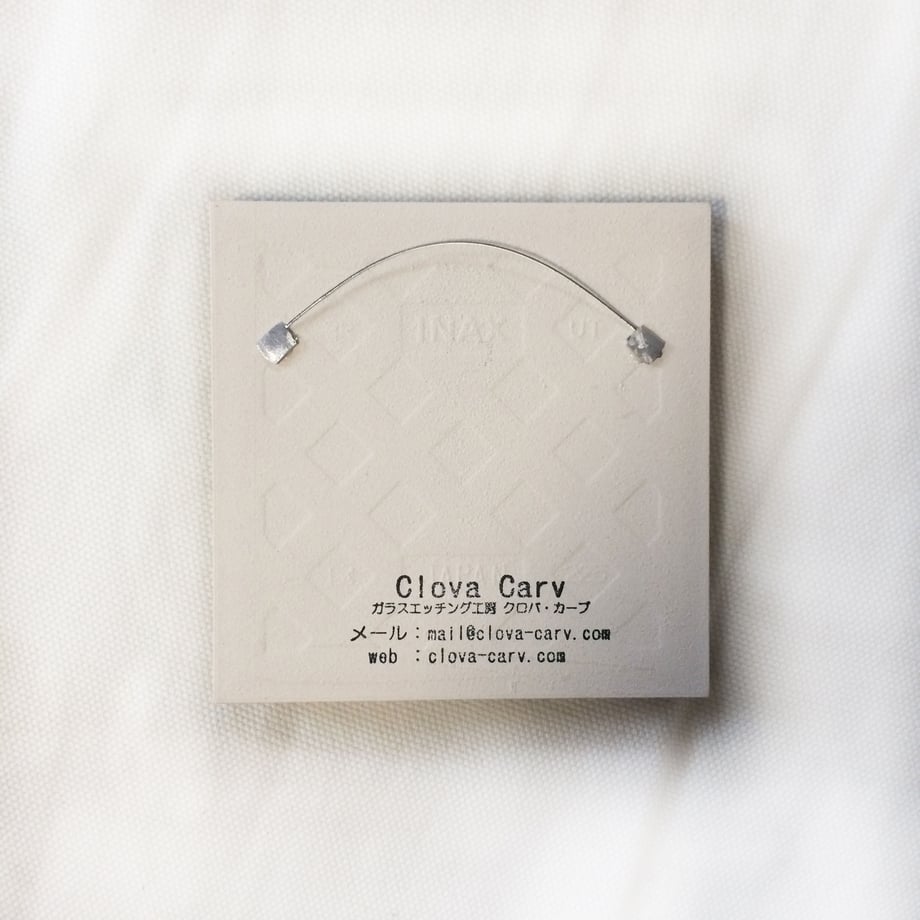 INAX
UT
JAPAN
Clova Carv
ガラスエッチング工房 クロバ・カーブ
メール：mail@clova-carv.com
web ：clova-carv.com